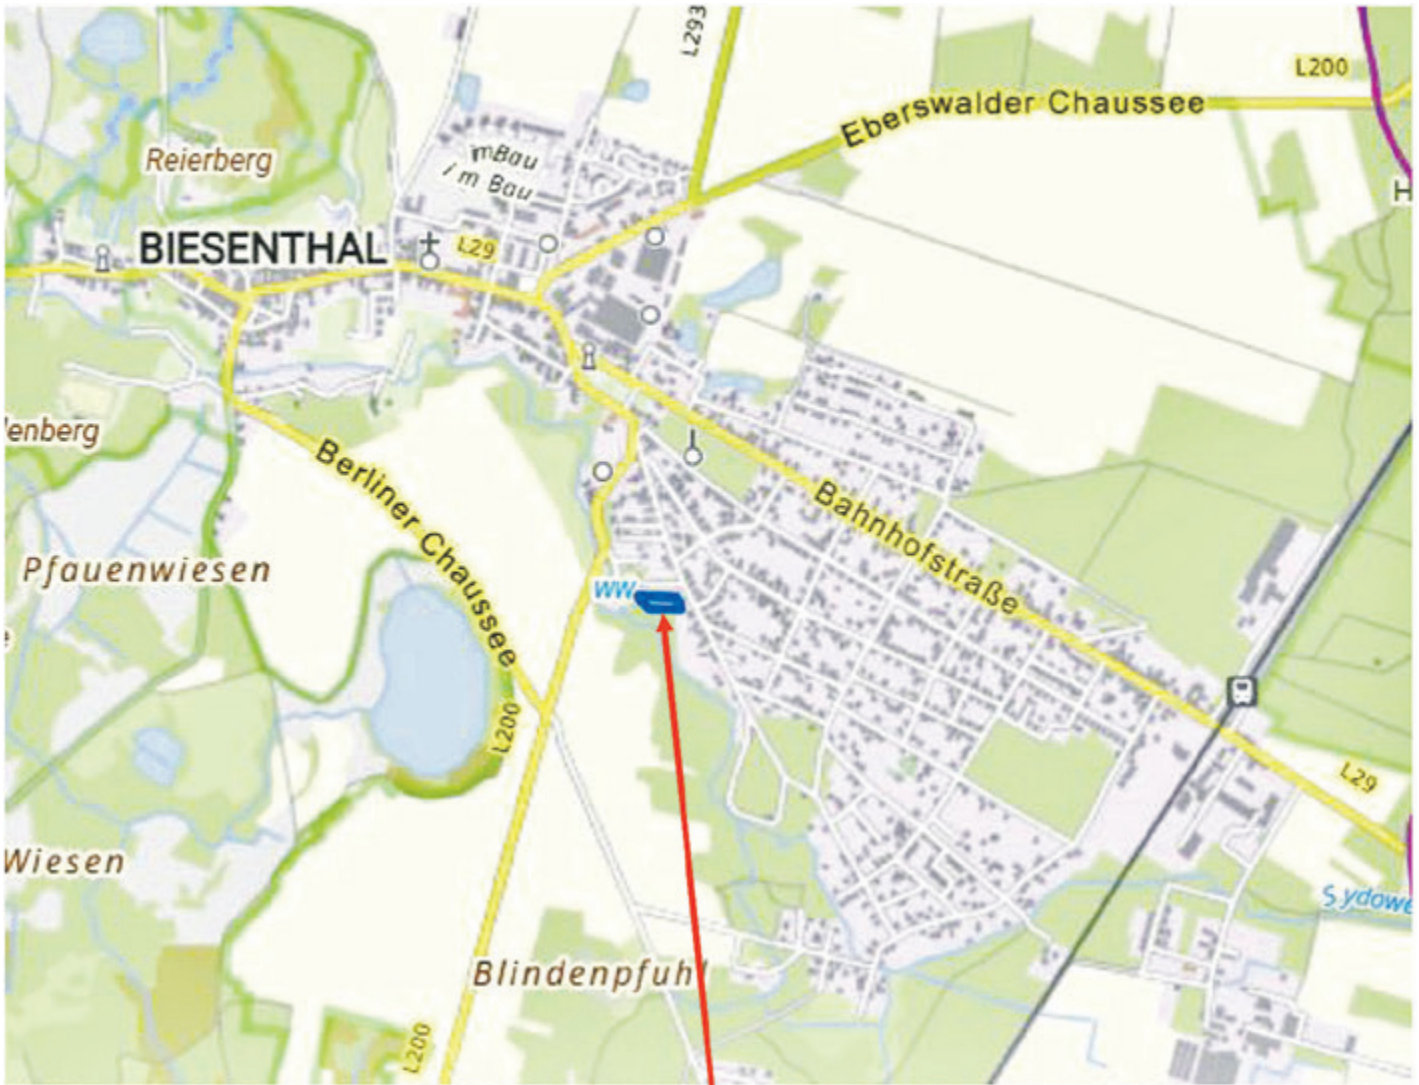 L293
L200
Eberswalder Chaussee
Reierberg
im Bau
im Bau
H
BIESENTHAL
L29
lenberg
Berliner Chaussee
Bahnhofstraße
Pfauenwiesen
WW
L200
L29
Wiesen
Sydowe
Blindenpfuhl
L200